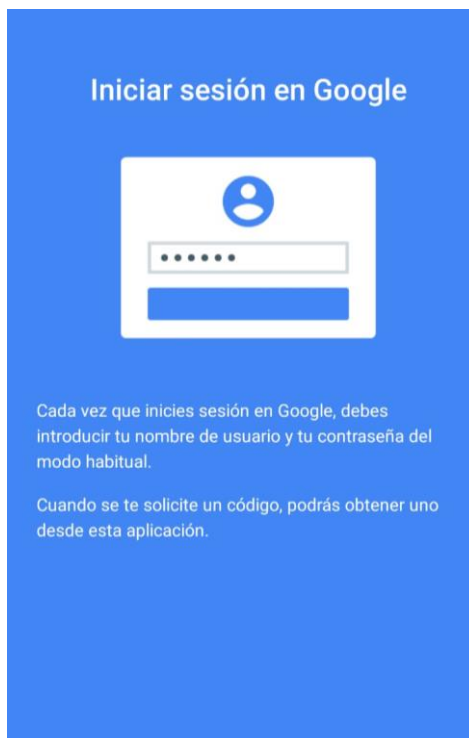 Iniciar sesión en Google
Cada vez que inicies sesión en Google, debes
introducir tu nombre de usuario y tu contraseña del
modo habitual.
Cuando se te solicite un código, podrás obtener uno
desde esta aplicación.